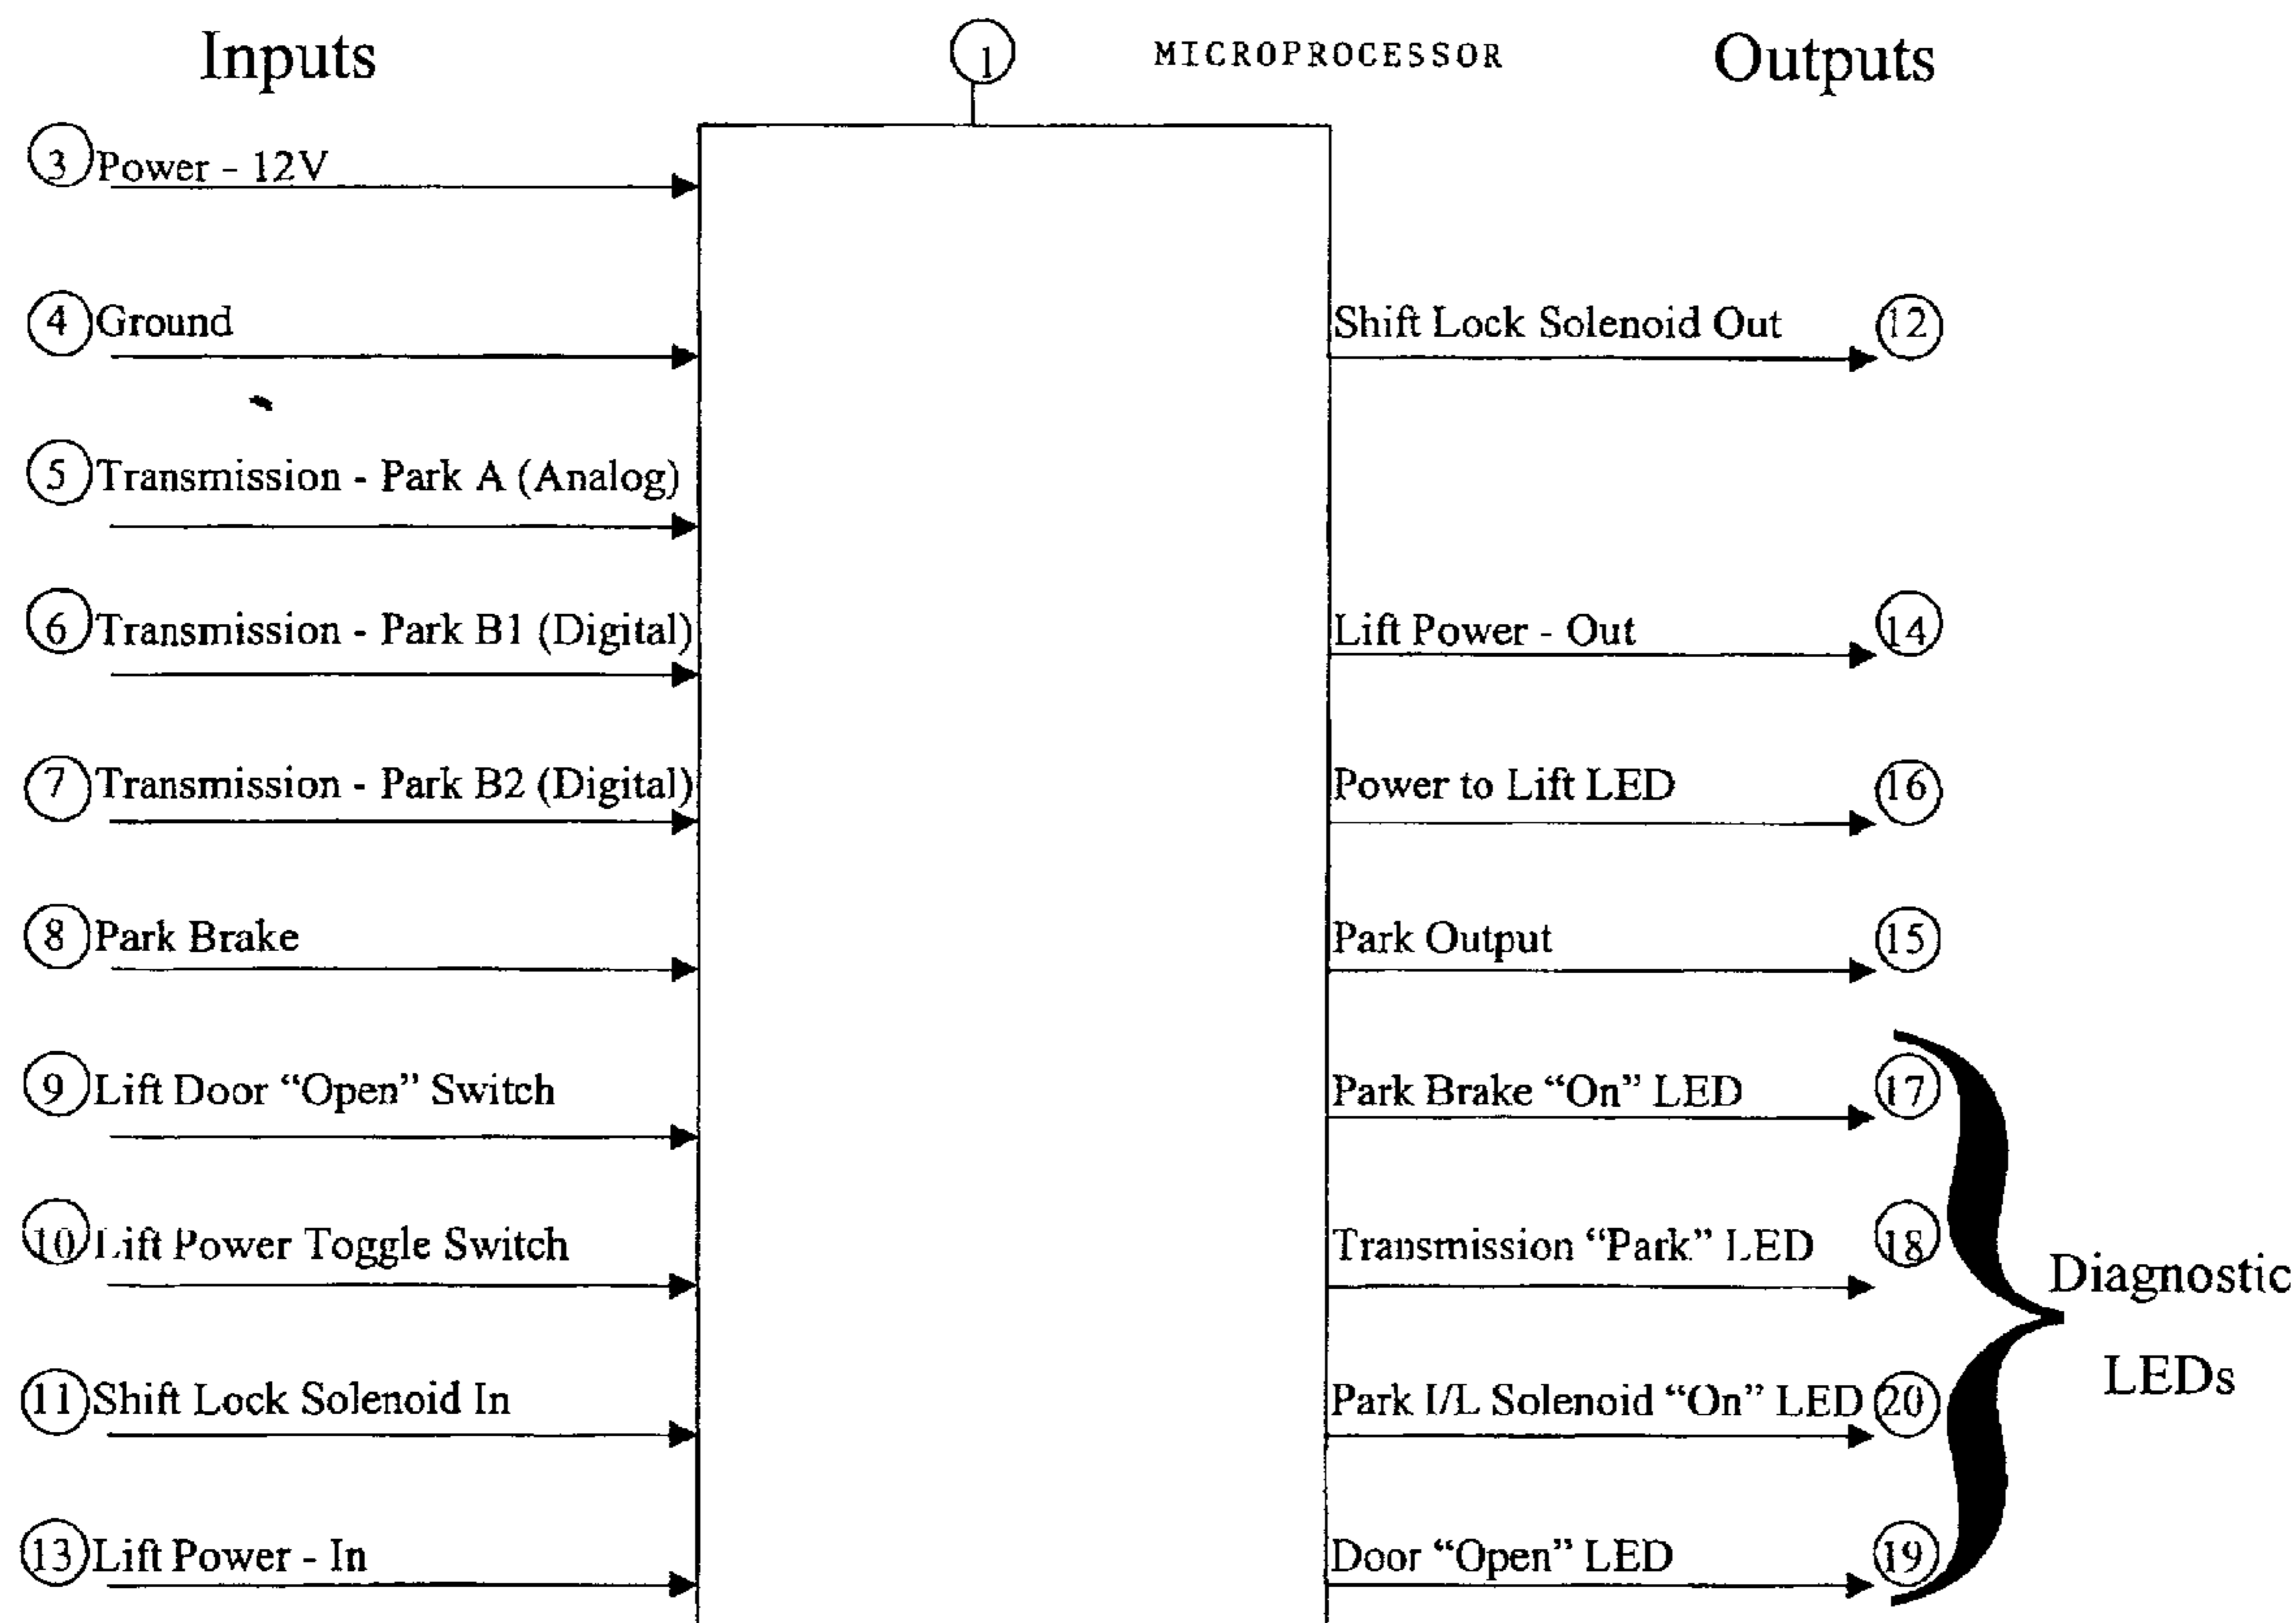 Inputs
1 MICROPROCESSOR
Outputs
3 Power - 12V
4 Ground
5 Transmission - Park A (Analog)
6 Transmission - Park B1 (Digital)
7 Transmission - Park B2 (Digital)
8 Park Brake
9 Lift Door “Open” Switch
10 Lift Power Toggle Switch
11 Shift Lock Solenoid In
13 Lift Power - In
Shift Lock Solenoid Out 12
Lift Power - Out 14
Power to Lift LED 16
Park Output 15
Park Brake “On” LED 17
Transmission “Park” LED 18
Park I/L Solenoid “On” LED 20
Door “Open” LED 19
Diagnostic
LEDs